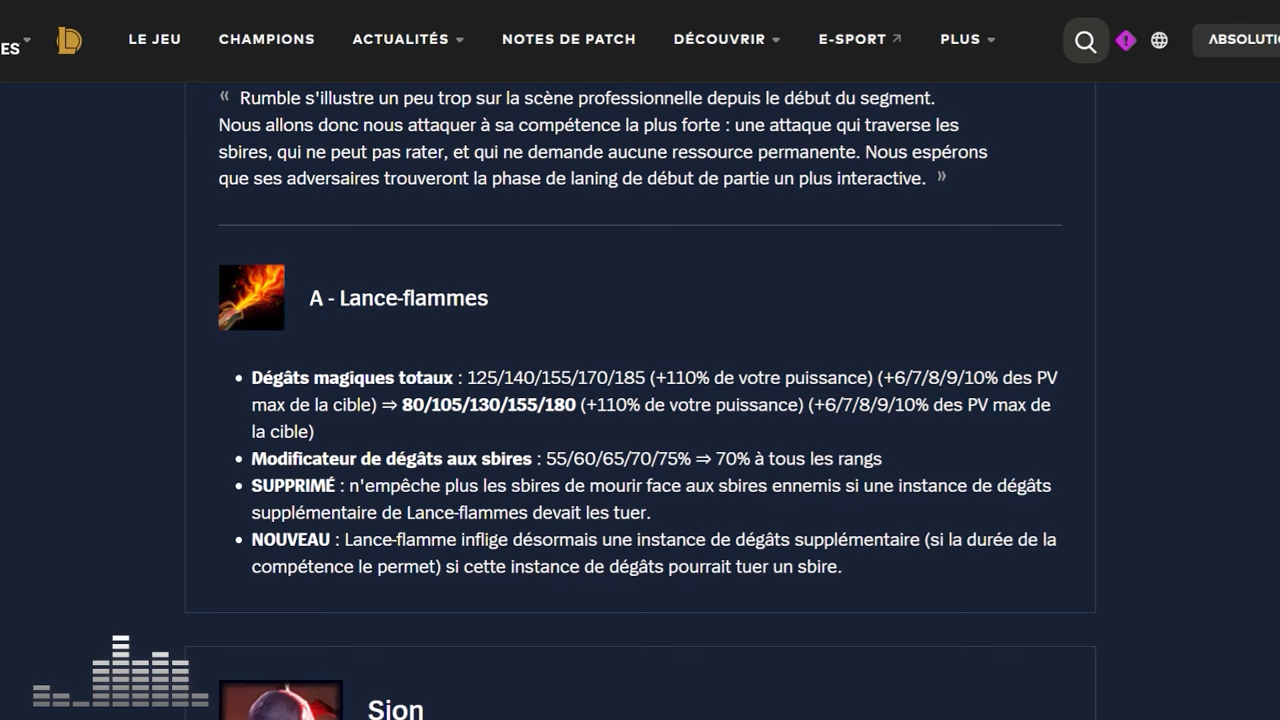 ES
LE JEU
CHAMPIONS
ACTUALITÉS
NOTES DE PATCH
DÉCOUVRIR
E-SPORT
PLUS
ABSOLUTI
« Rumble s'illustre un peu trop sur la scène professionnelle depuis le début du segment.
Nous allons donc nous attaquer à sa compétence la plus forte : une attaque qui traverse les
sbires, qui ne peut pas rater, et qui ne demande aucune ressource permanente. Nous espérons
que ses adversaires trouveront la phase de laning de début de partie un plus interactive. »
A - Lance-flammes
• Dégâts magiques totaux : 125/140/155/170/185 (+110% de votre puissance) (+6/7/8/9/10% des PV
max de la cible) ⇒ 80/105/130/155/180 (+110% de votre puissance) (+6/7/8/9/10% des PV max de
la cible)
• Modificateur de dégâts aux sbires : 55/60/65/70/75% ⇒ 70% à tous les rangs
• SUPPRIMÉ : n'empêche plus les sbires de mourir face aux sbires ennemis si une instance de dégâts
supplémentaire de Lance-flammes devait les tuer.
• NOUVEAU : Lance-flamme inflige désormais une instance de dégâts supplémentaire (si la durée de la
compétence le permet) si cette instance de dégâts pourrait tuer un sbire.
Sion